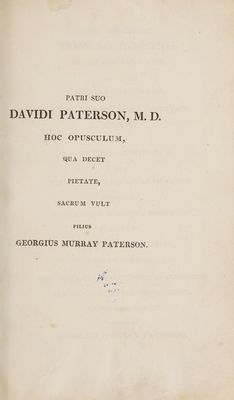 PATRI SUO
DAVIDI PATERSON, M. D.
HOC OPUSCULUM,
QUA DECET
PIETATE,
SACRUM VULT
FILIUS
GEORGIUS MURRAY PATERSON.